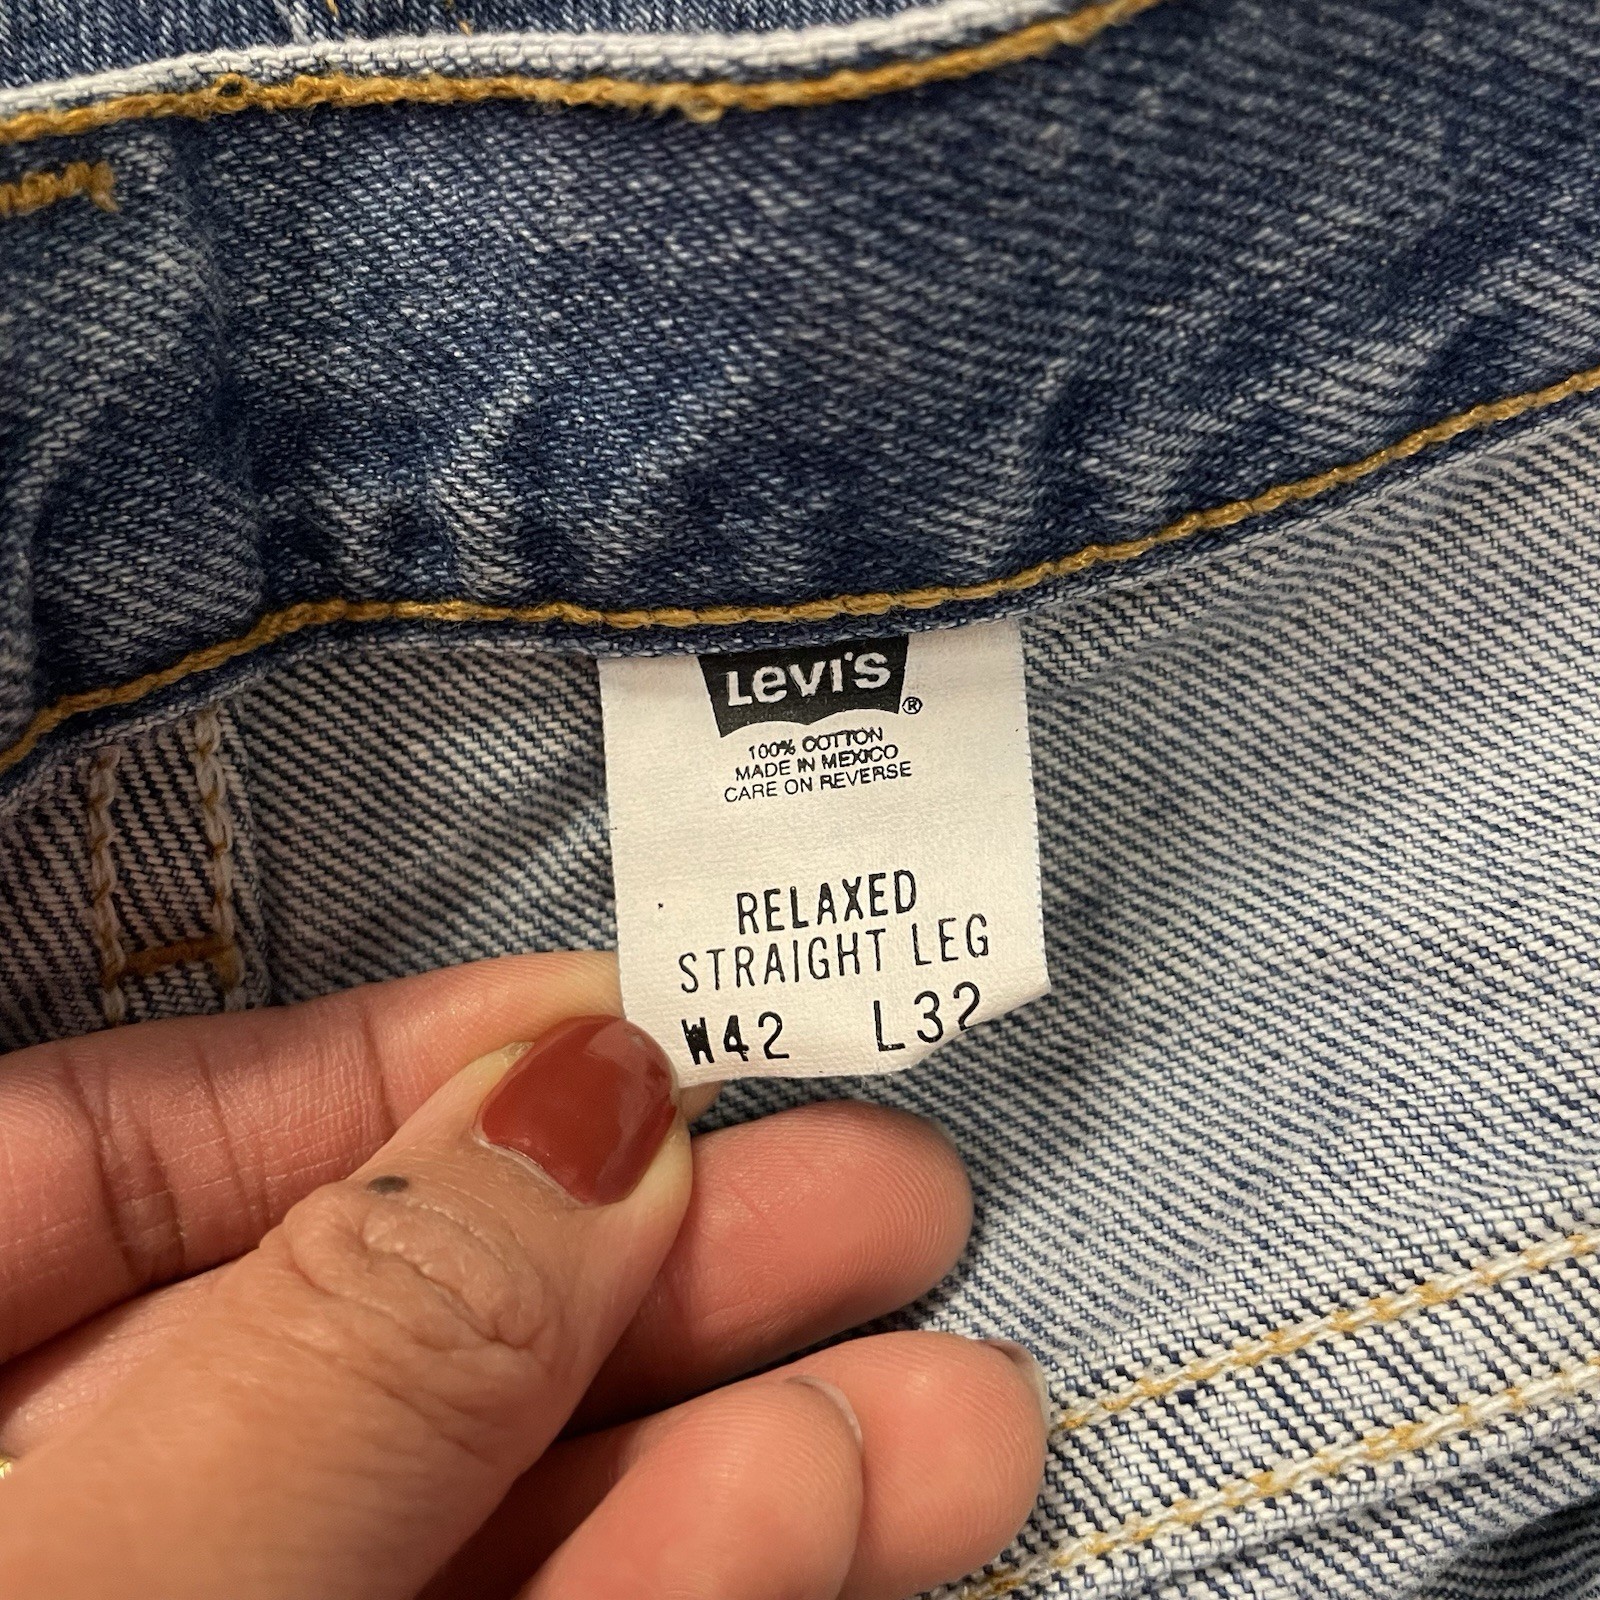 Levi's ®
100% COTTON
MADE IN MEXICO
CARE ON REVERSE
RELAXED
STRAIGHT LEG
W42 L32